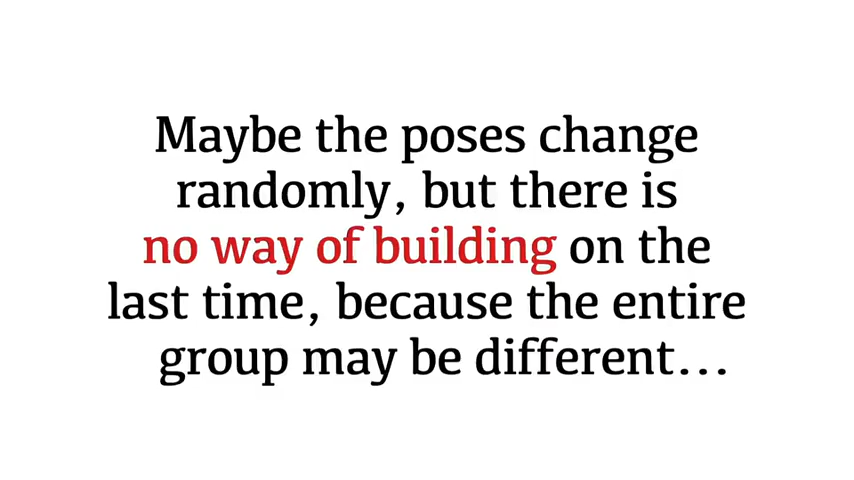 Maybe the poses change
randomly, but there is
no way of building on the
last time, because the entire
group may be different...